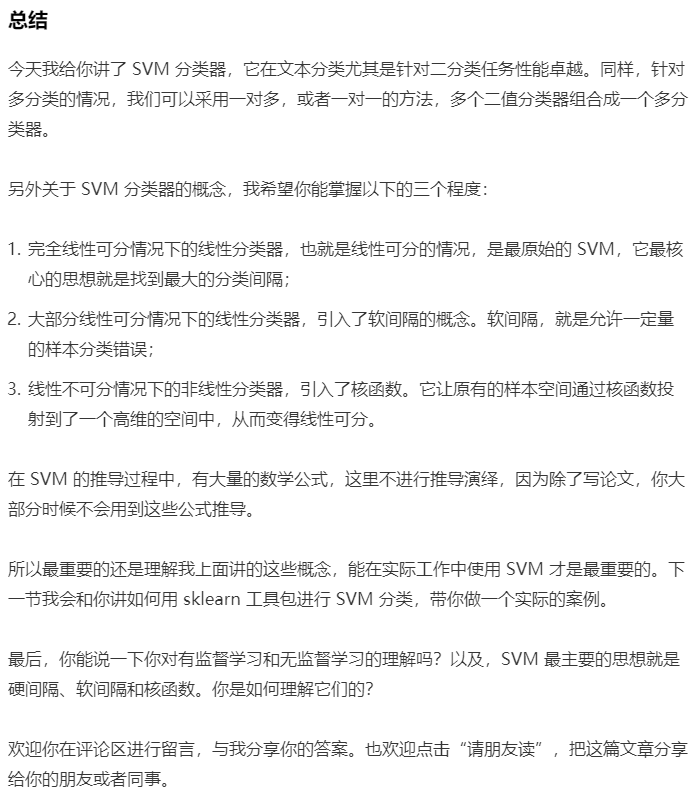 总结
今天我给你讲了 SVM 分类器，它在文本分类尤其是针对二分类任务性能卓越。同样，针对
多分类的情况，我们可以采用一对多，或者一对一的方法，多个二值分类器组合成一个多分
类器。
另外关于 SVM 分类器的概念，我希望你能掌握以下的三个程度：
1. 完全线性可分情况下的线性分类器，也就是线性可分的情况，是最原始的 SVM，它最核
心的思想就是找到最大的分类间隔；
2. 大部分线性可分情况下的线性分类器，引入了软间隔的概念。软间隔，就是允许一定量
的样本分类错误；
3. 线性不可分情况下的非线性分类器，引入了核函数。它让原有的样本空间通过核函数投
射到了一个高维的空间中，从而变得线性可分。
在 SVM 的推导过程中，有大量的数学公式，这里不进行推导演绎，因为除了写论文，你大
部分时候不会用到这些公式推导。
所以最重要的还是理解我上面讲的这些概念，能在实际工作中使用 SVM 才是最重要的。下
一节我会和你讲如何用 sklearn 工具包进行 SVM 分类，带你做一个实际的案例。
最后，你能说一下你对有监督学习和无监督学习的理解吗？以及，SVM 最主要的思想就是
硬间隔、软间隔和核函数。你是如何理解它们的？
欢迎你在评论区进行留言，与我分享你的答案。也欢迎点击“请朋友读”，把这篇文章分享
给你的朋友或者同事。